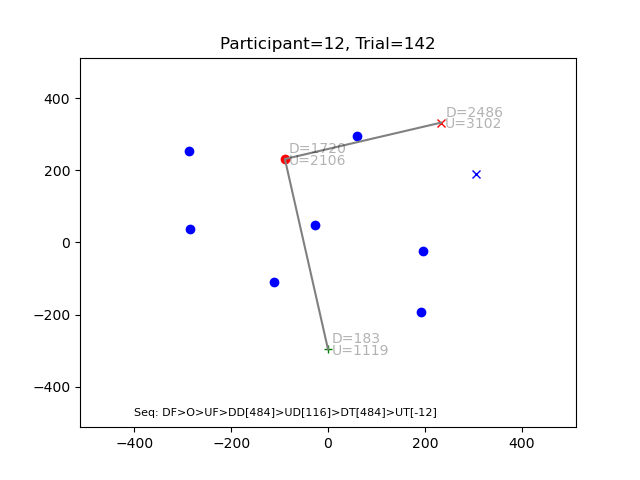 Participant=12, Trial=142
400
200
0
−200
−400
D=2486
U=3102
D=1720
U=2106
D=183
U=1119
Seq: DF>O>UF>DD[484]>UD[116]>DT[484]>UT[-12]
−400 −200 0 200 400